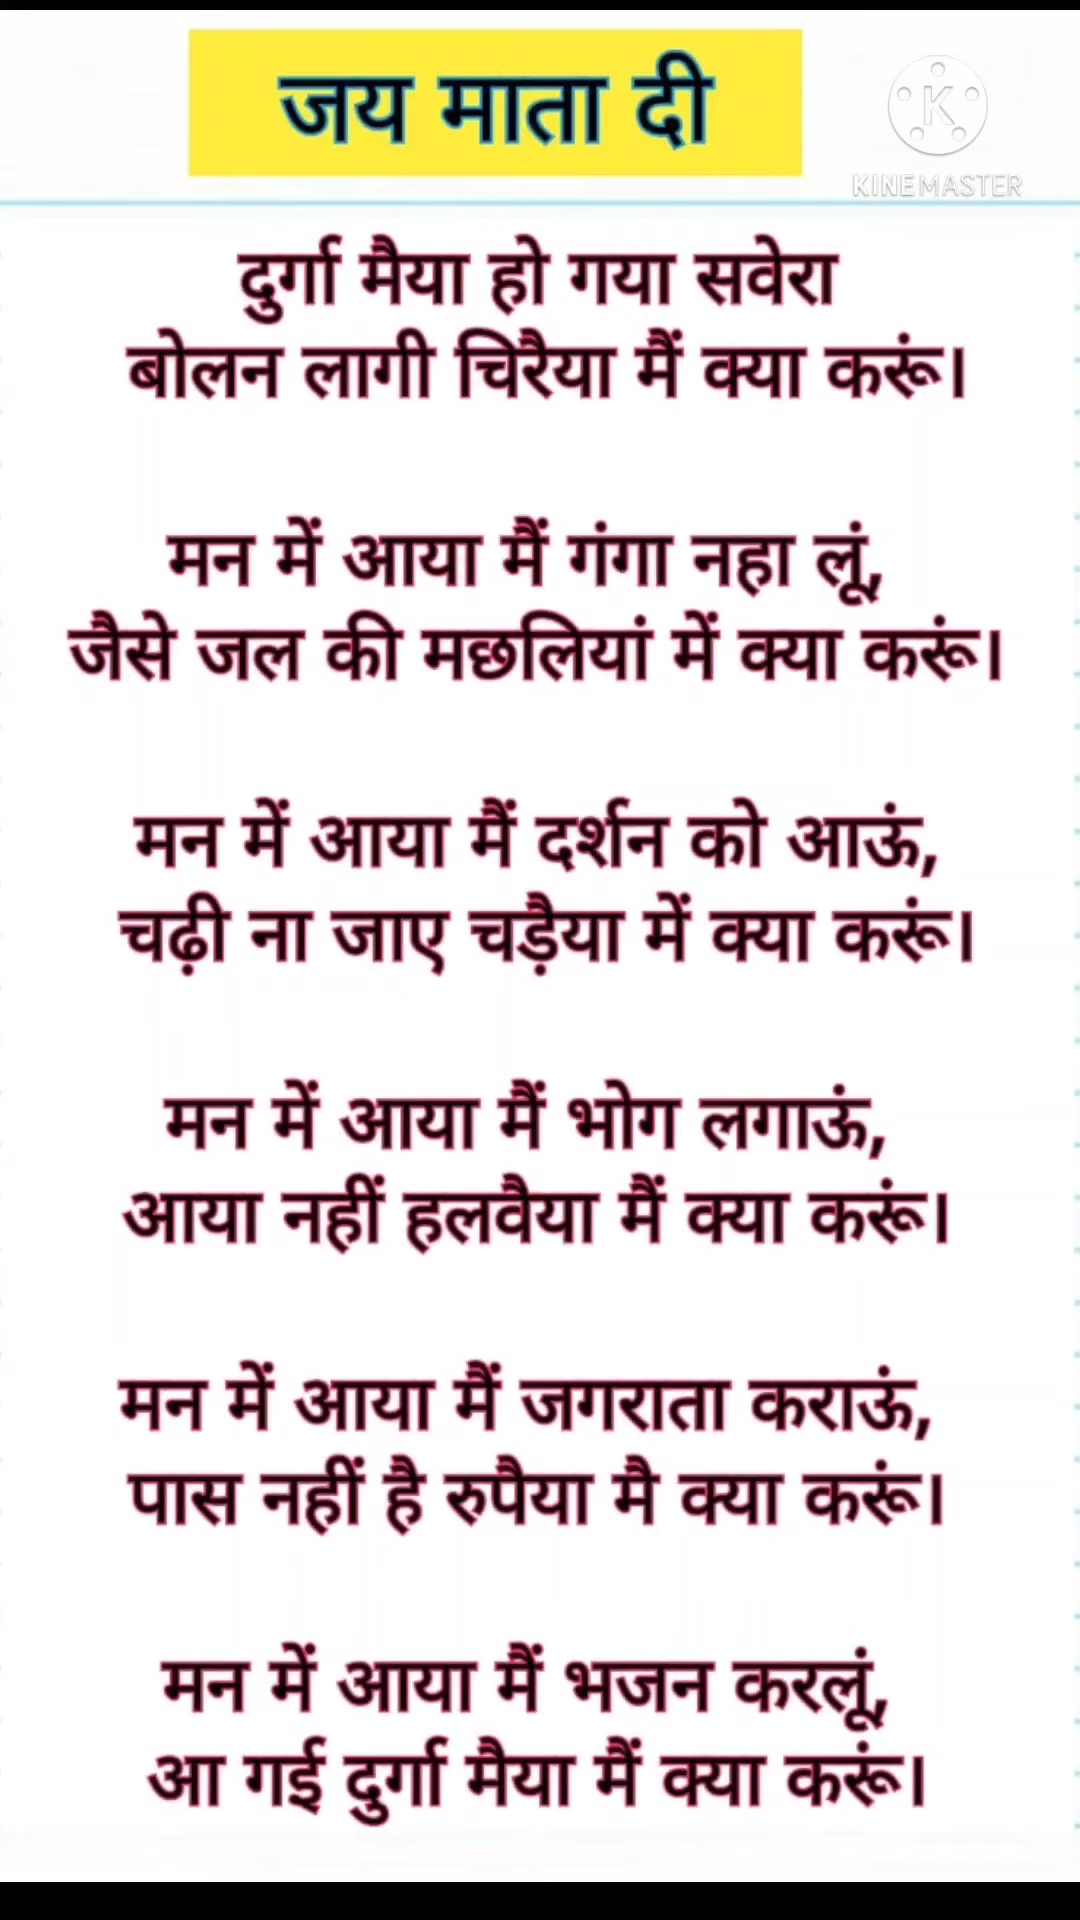 जय माता दी
KINEMASTER
दुर्गा मैया हो गया सवेरा
बोलन लागी चिरैया मैं क्या करूं।
मन में आया मैं गंगा नहा लूं,
जैसे जल की मछलियां में क्या करूं।
मन में आया मैं दर्शन को आऊं,
चढ़ी ना जाए चड़ैया में क्या करूं।
मन में आया मैं भोग लगाऊं,
आया नहीं हलवैया मैं क्या करूं।
मन में आया मैं जगराता कराऊं,
पास नहीं है रुपैया मै क्या करूं।
मन में आया मैं भजन करलूं,
आ गई दुर्गा मैया मैं क्या करूं।